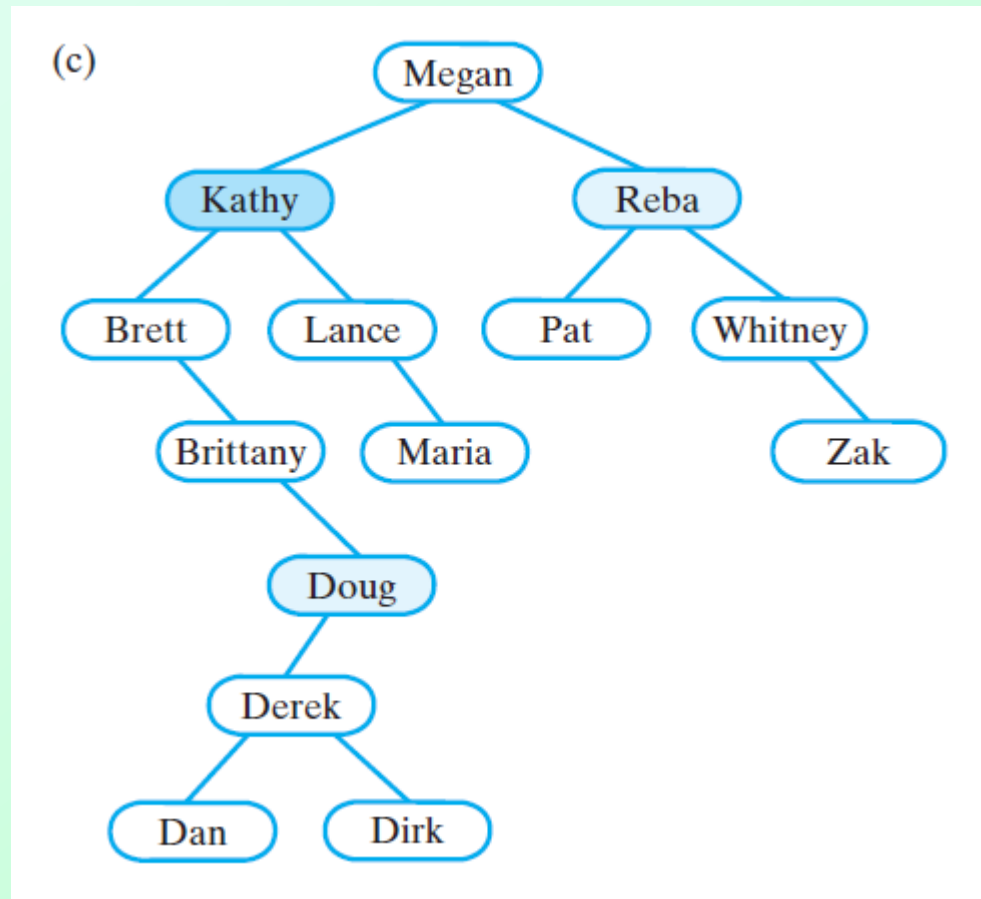 (c)
Megan
Kathy Reba
Brett Lance Pat Whitney
Brittany Maria Zak
Doug
Derek
Dan Dirk